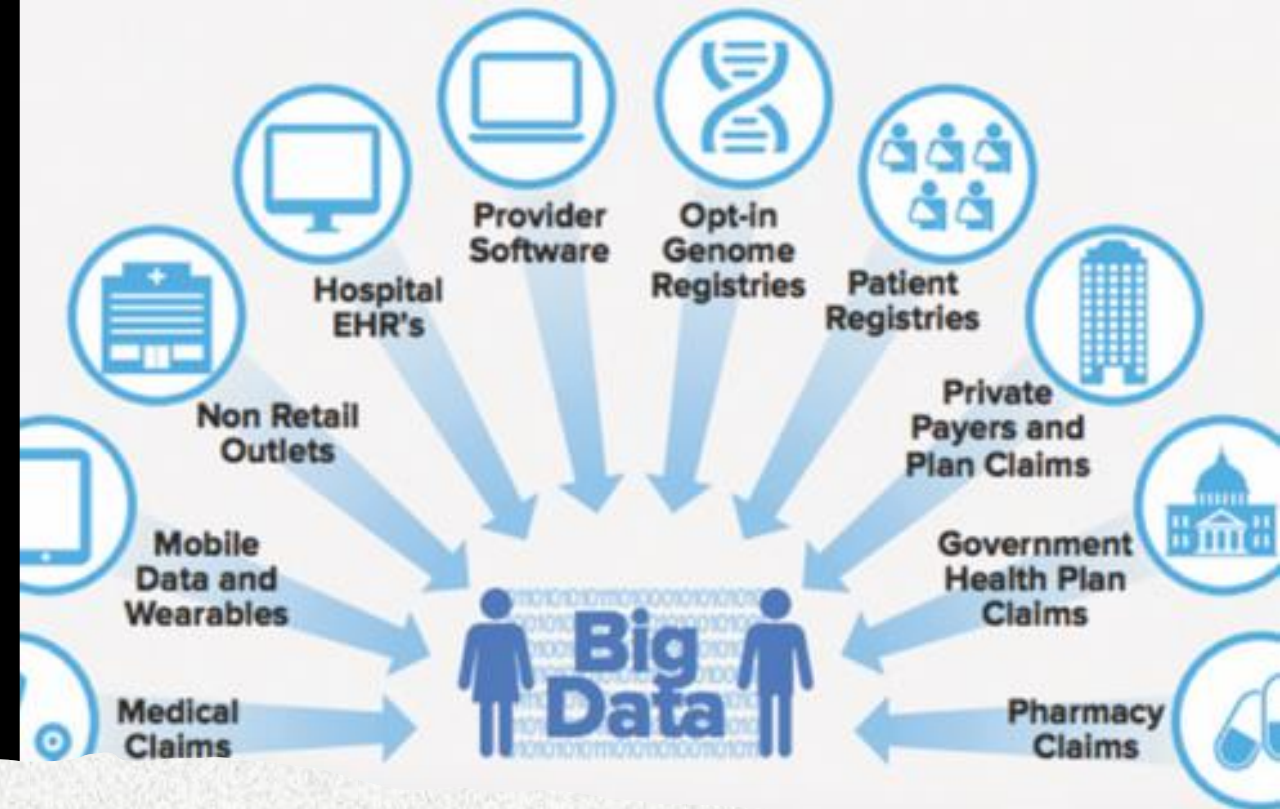 Provider
Software
Opt-in
Genome
Registries
Hospital
EHR's
Patient
Registries
Non Retail
Outlets
Private
Payers and
Plan Claims
Mobile
Data and
Wearables
Government
Health Plan
Claims
Medical
Claims
Big
Data
Pharmacy
Claims